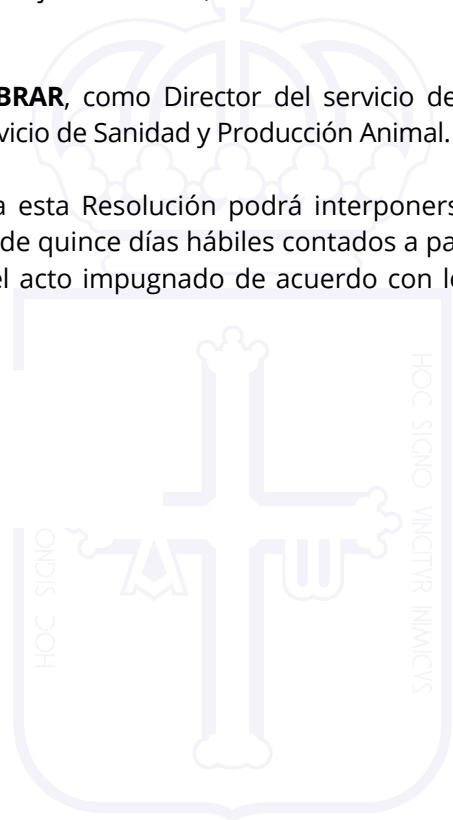 BRAR, como Director del servicio de
vicio de Sanidad y Producción Animal.
a esta Resolución podrá interponers
de quince días hábiles contados a pa
el acto impugnado de acuerdo con l
HOC SIGNO
HOC SIGNO VINCITVR INIMICVS